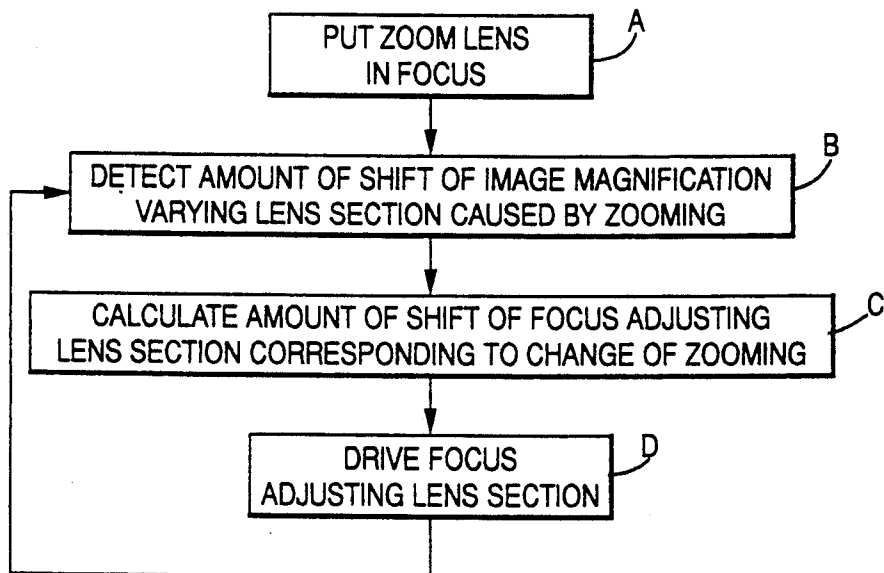 PUT ZOOM LENS
IN FOCUS
A
DETECT AMOUNT OF SHIFT OF IMAGE MAGNIFICATION
VARYING LENS SECTION CAUSED BY ZOOMING
B
CALCULATE AMOUNT OF SHIFT OF FOCUS ADJUSTING
LENS SECTION CORRESPONDING TO CHANGE OF ZOOMING
C
DRIVE FOCUS
ADJUSTING LENS SECTION
D